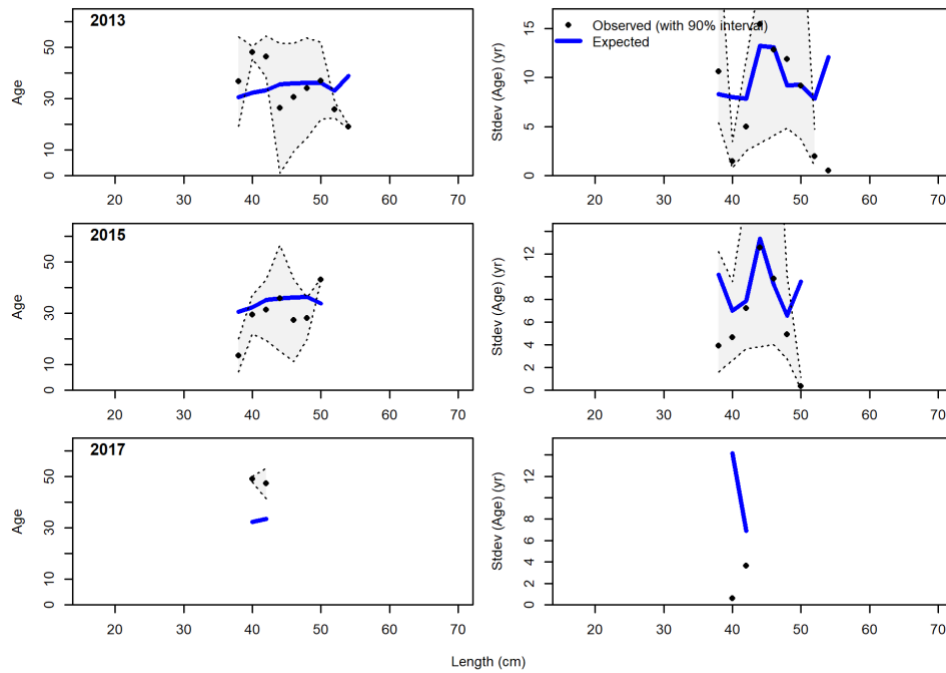 2013
Age
0 10 30 50
20 30 40 50 60 70
Stdev (Age) (yr)
0 5 10 15
Observed (with 90% interval)
Expected
20 30 40 50 60 70
2015
Age
0 10 30 50
20 30 40 50 60 70
Stdev (Age) (yr)
0 2 4 6 8 12
20 30 40 50 60 70
2017
Age
0 10 30 50
20 30 40 50 60 70
Stdev (Age) (yr)
0 2 4 6 8 12
20 30 40 50 60 70
Length (cm)